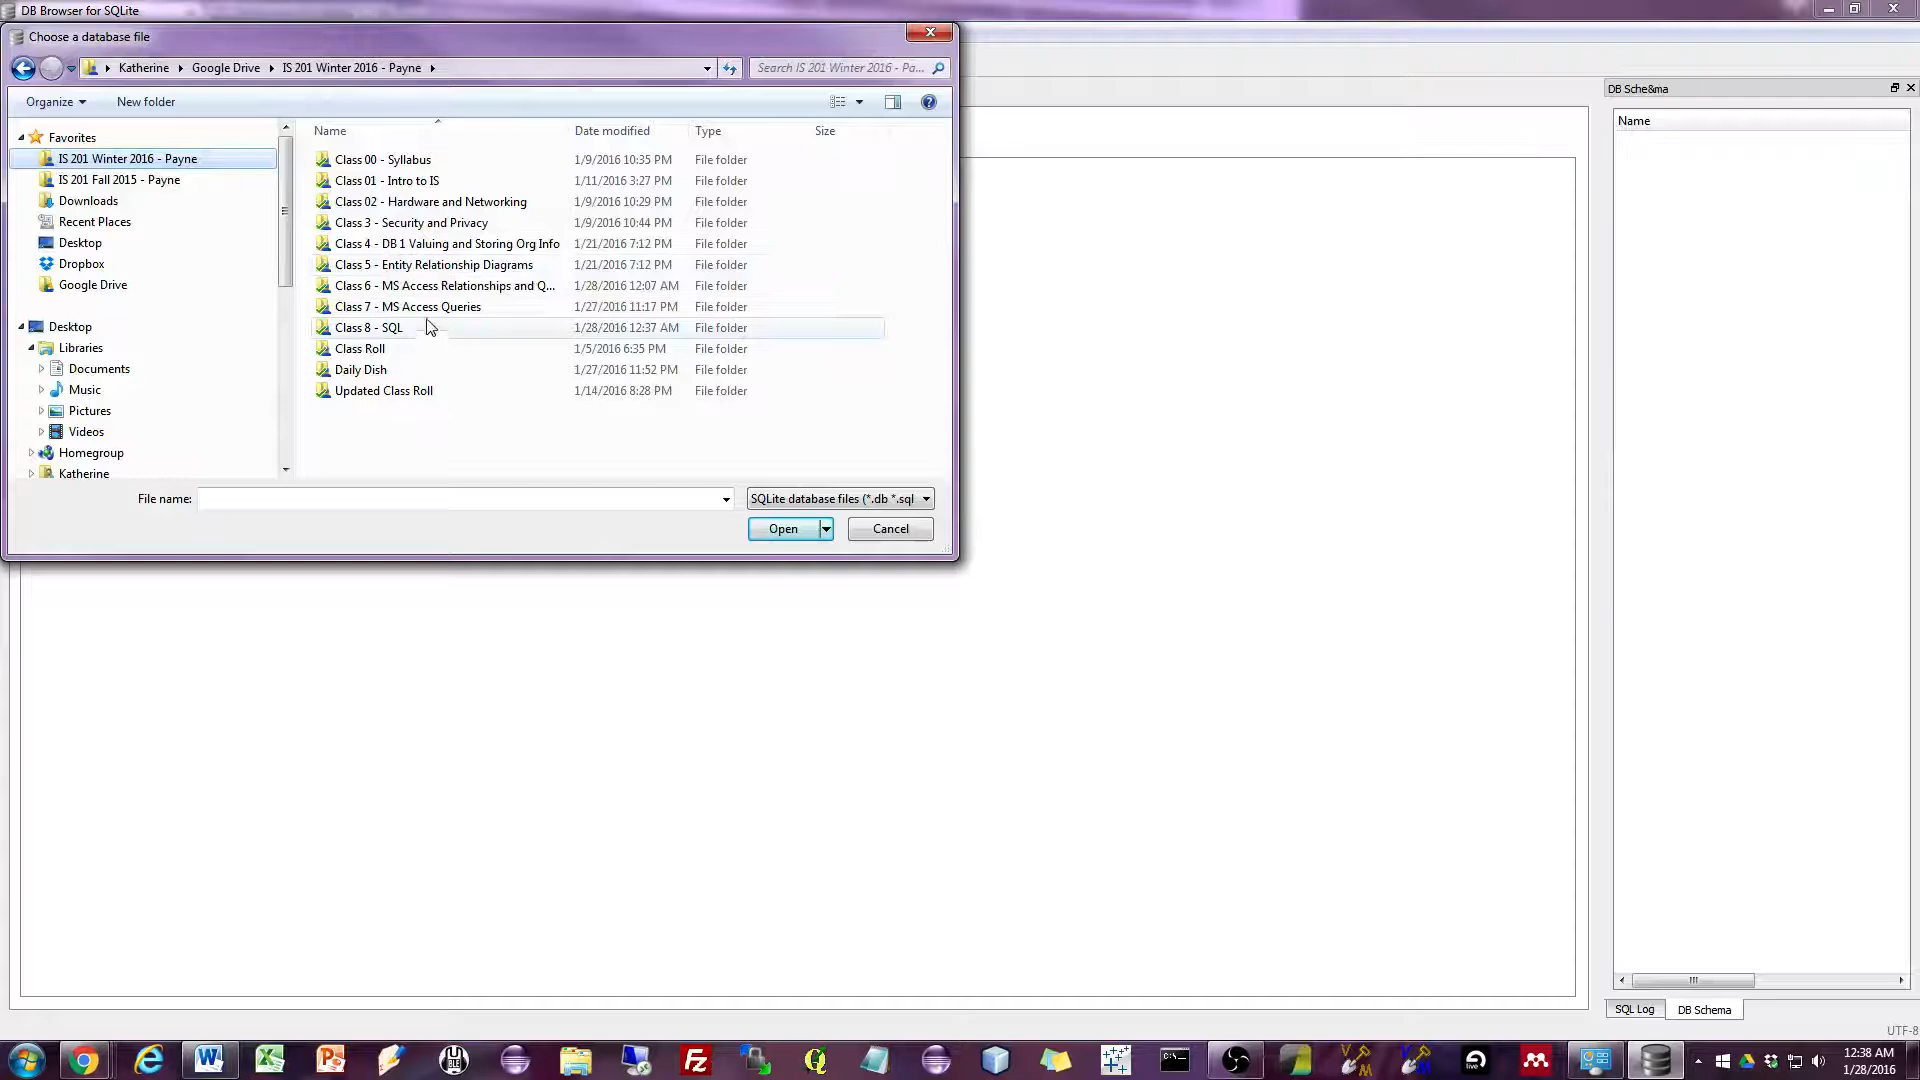 DB Browser for SQLite
Choose a database file
Katherine Google Drive IS 201 Winter 2016 - Payne
Search IS 201 Winter 2016 - Pa...
Organize New folder
DB Sche&ma
Name
Name Date modified Type Size
Favorites
IS 201 Winter 2016 - Payne
IS 201 Fall 2015 - Payne
Downloads
Recent Places
Desktop
Dropbox
Google Drive
Desktop
Libraries
Documents
Music
Pictures
Videos
Homegroup
Katherine
Class 00 - Syllabus 1/9/2016 10:35 PM File folder
Class 01 - Intro to IS 1/11/2016 3:27 PM File folder
Class 02 - Hardware and Networking 1/9/2016 10:29 PM File folder
Class 3 - Security and Privacy 1/9/2016 10:44 PM File folder
Class 4 - DB 1 Valuing and Storing Org Info 1/21/2016 7:12 PM File folder
Class 5 - Entity Relationship Diagrams 1/21/2016 7:12 PM File folder
Class 6 - MS Access Relationships and Q... 1/28/2016 12:07 AM File folder
Class 7 - MS Access Queries 1/27/2016 11:17 PM File folder
Class 8 - SQL 1/28/2016 12:37 AM File folder
Class Roll 1/5/2016 6:35 PM File folder
Daily Dish 1/27/2016 11:52 PM File folder
Updated Class Roll 1/14/2016 8:28 PM File folder
File name:
SQLite database files (*.db *.sql
Open Cancel
SQL Log DB Schema
UTF-8
12:38 AM
1/28/2016